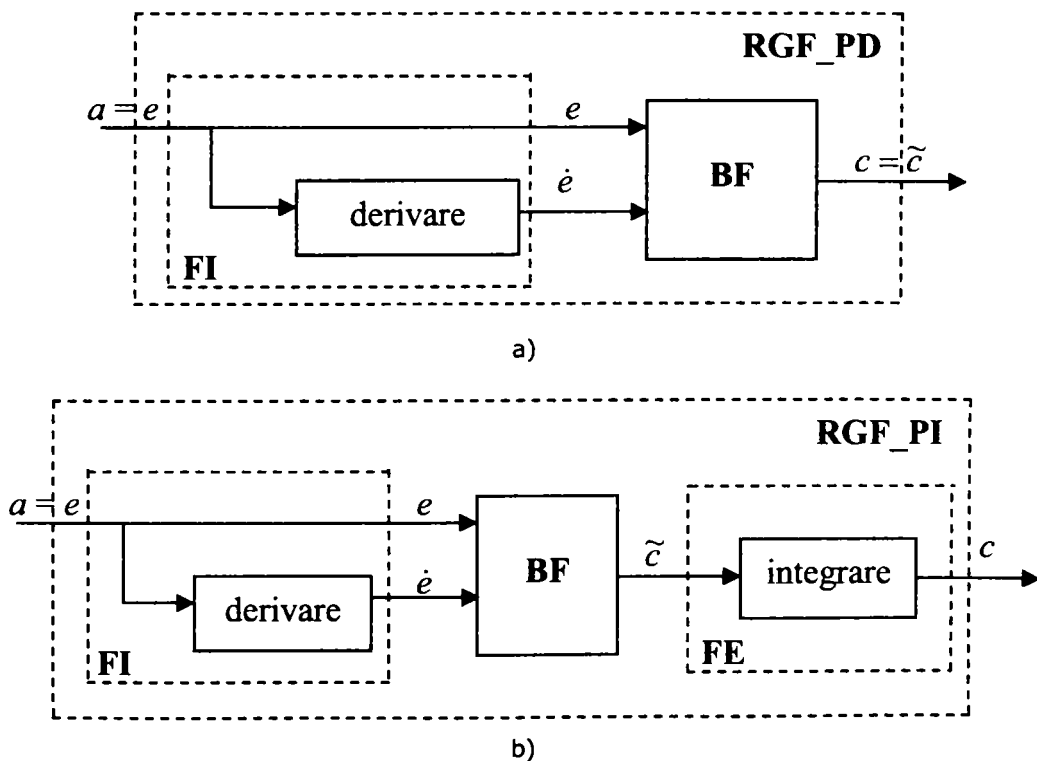 RGF_PD
a = e
e
BF
c = c̃
derivare
ė
FI
a)
RGF_PI
a = e
e
BF
c̃
integrare
c
derivare
ė
FI
FE
b)